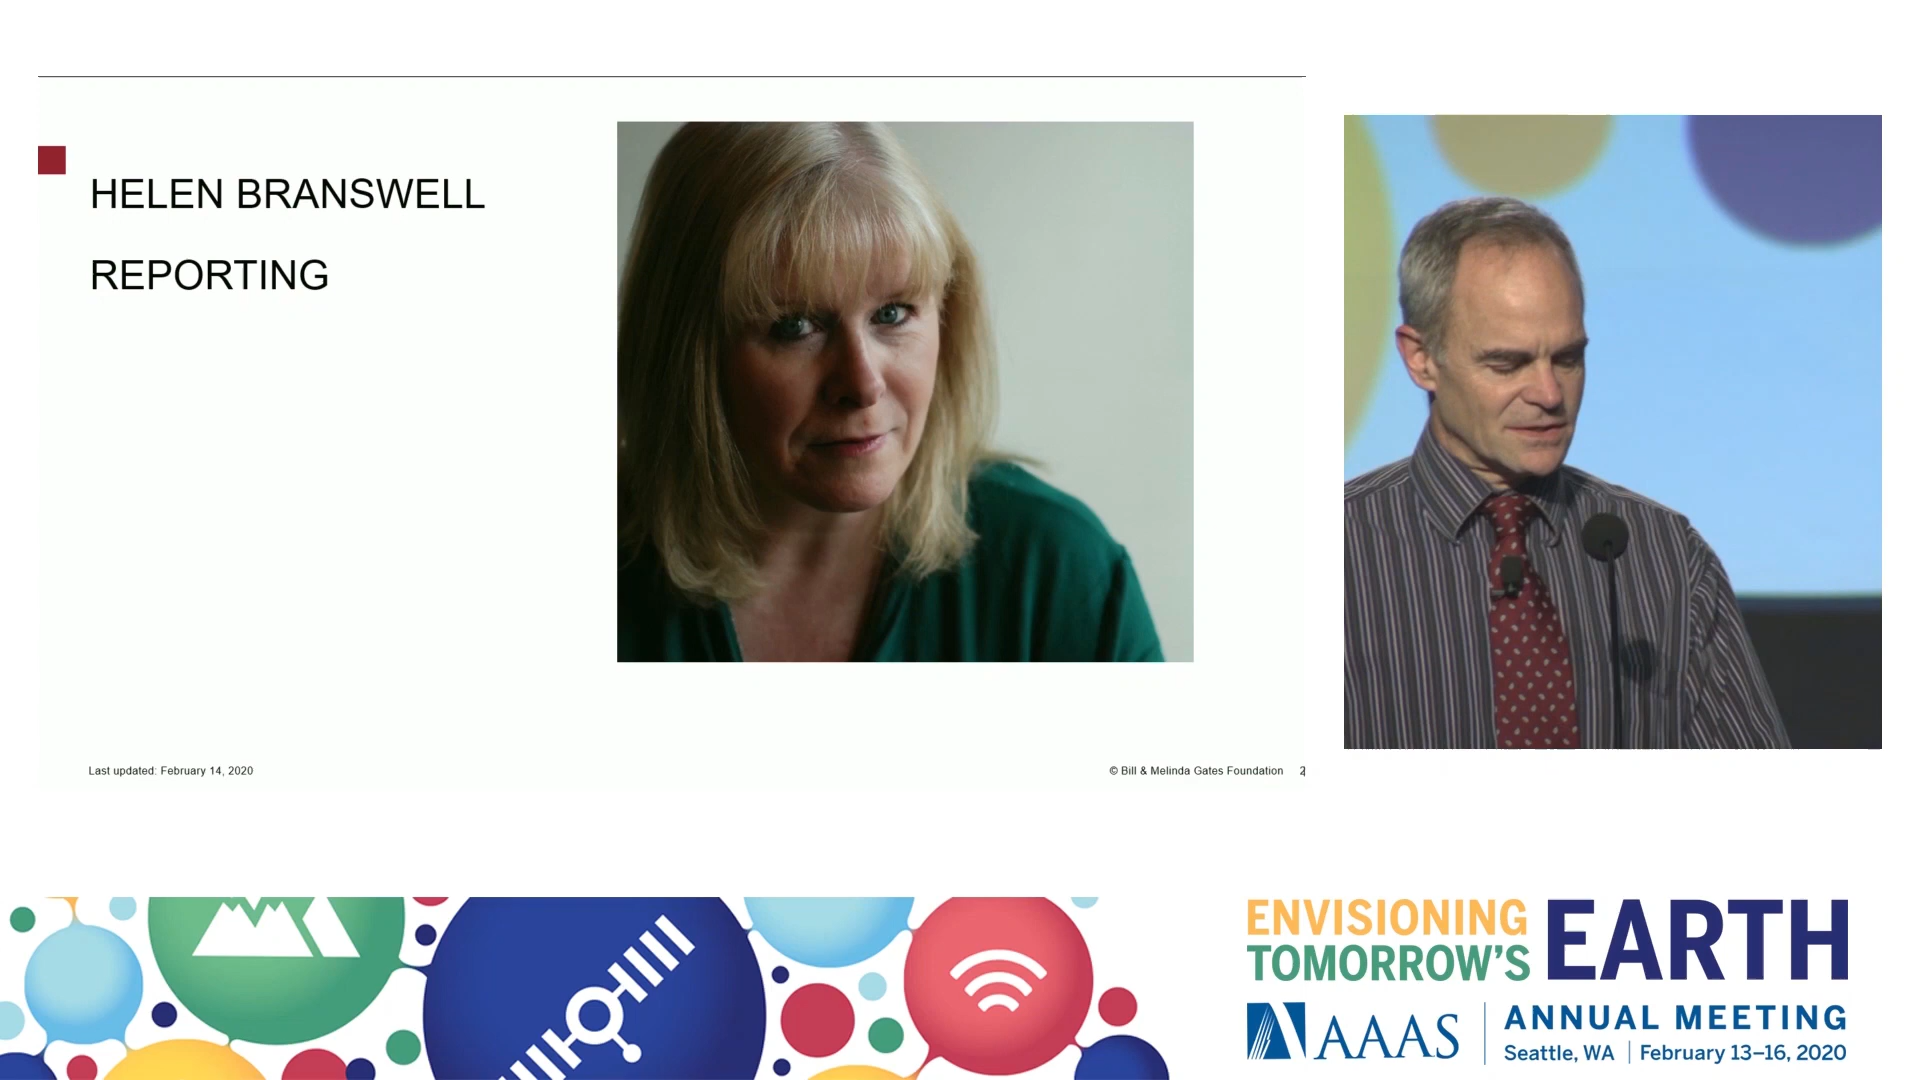 HELEN BRANSWELL
REPORTING
Last updated: February 14, 2020
© Bill & Melinda Gates Foundation
ENVISIONING
TOMORROW'S
EARTH
AAAS
ANNUAL MEETING
Seattle, WA | February 13–16, 2020